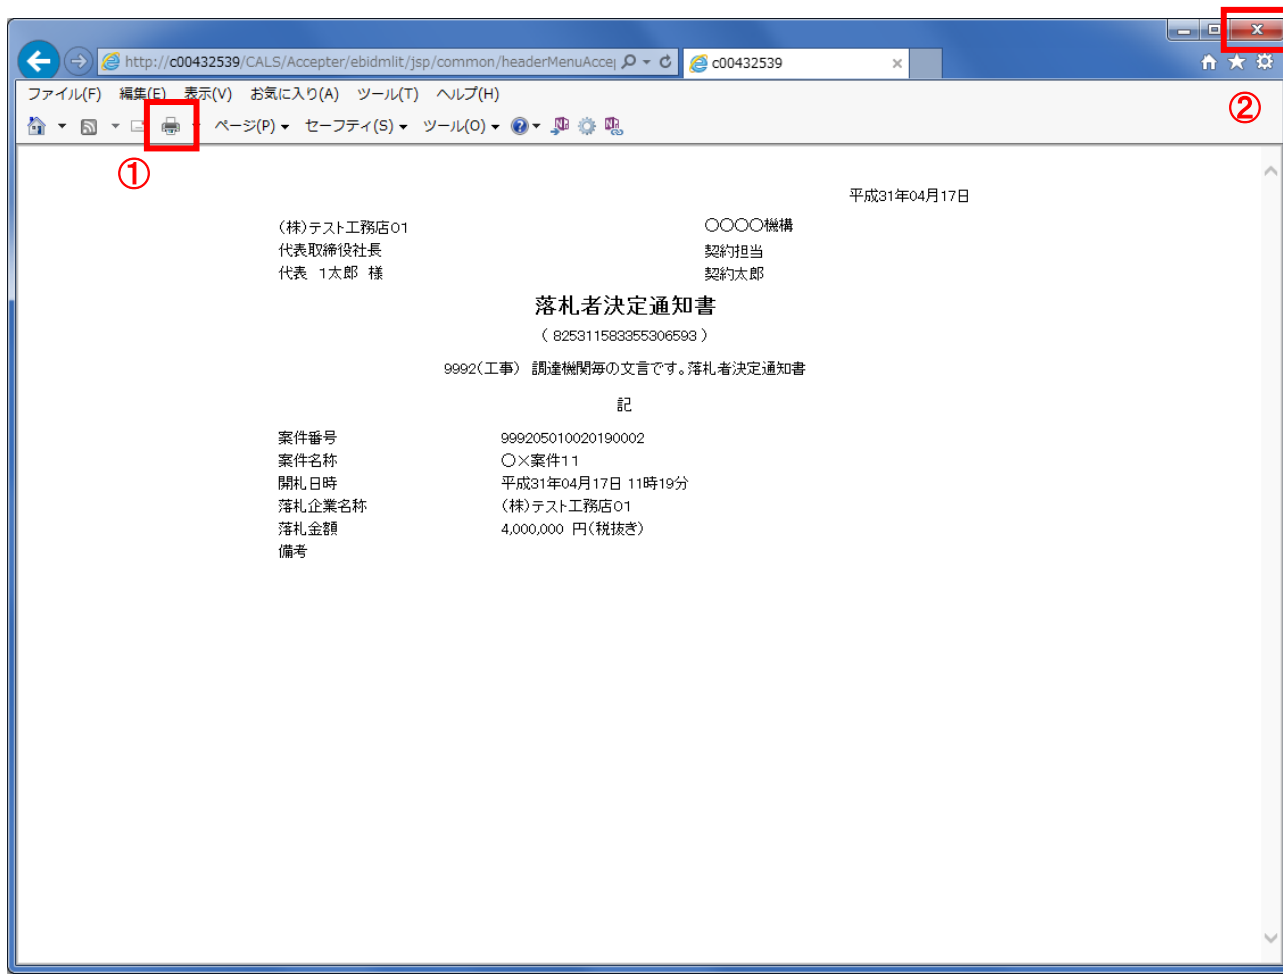 ②
http://c00432539/CALS/Accepter/ebidmlit/jsp/common/headerMenuAccep
c00432539
ファイル(F) 編集(E) 表示(V) お気に入り(A) ツール(T) ヘルプ(H)
ページ(P) セーフティ(S) ツール(O)
①
平成31年04月17日
(株)テスト工務店01 〇〇〇〇機構
代表取締役社長 契約担当
代表 1太郎 様 契約太郎
落札者決定通知書
( 825311583355306593 )
9992(工事) 調達機関毎の文言です。落札者決定通知書
記
案件番号 999205010020190002
案件名称 〇×案件11
開札日時 平成31年04月17日 11時19分
落札企業名称 (株)テスト工務店01
落札金額 4,000,000 円(税抜き)
備考